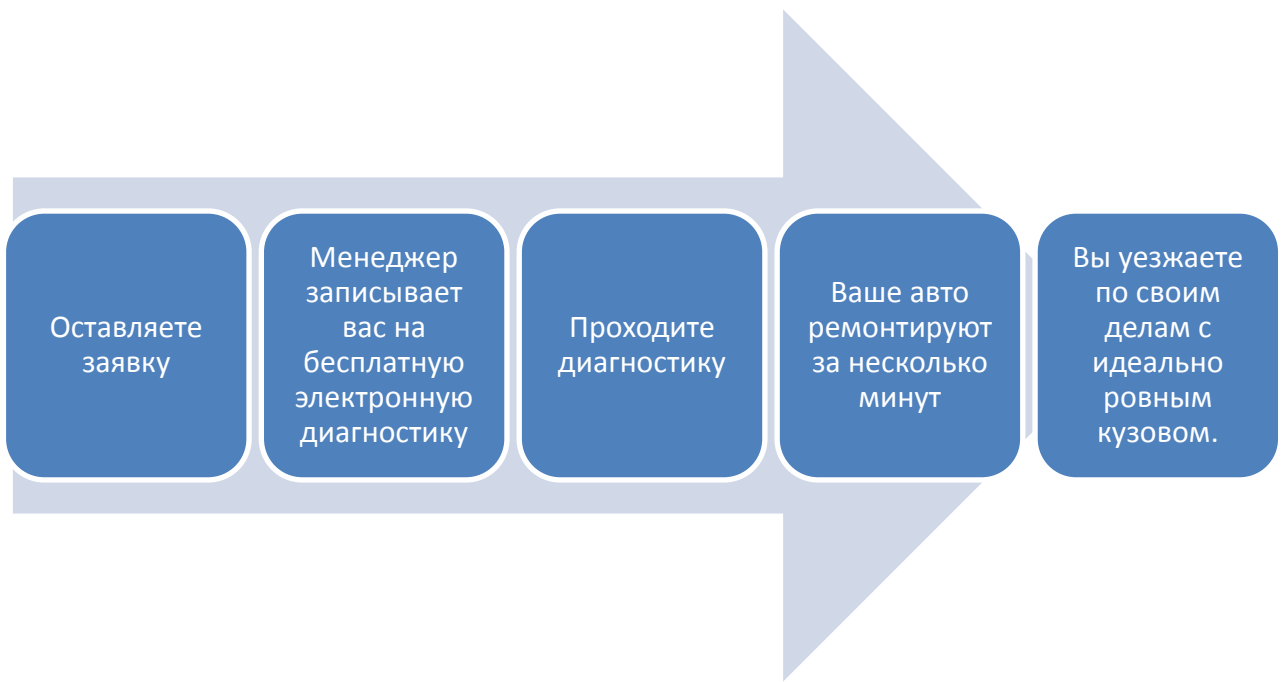 Оставляете
заявку
Менеджер
записывает
вас на
бесплатную
электронную
диагностику
Проходите
диагностику
Ваше авто
ремонтируют
за несколько
минут
Вы уезжаете
по своим
делам с
идеально
ровным
кузовом.